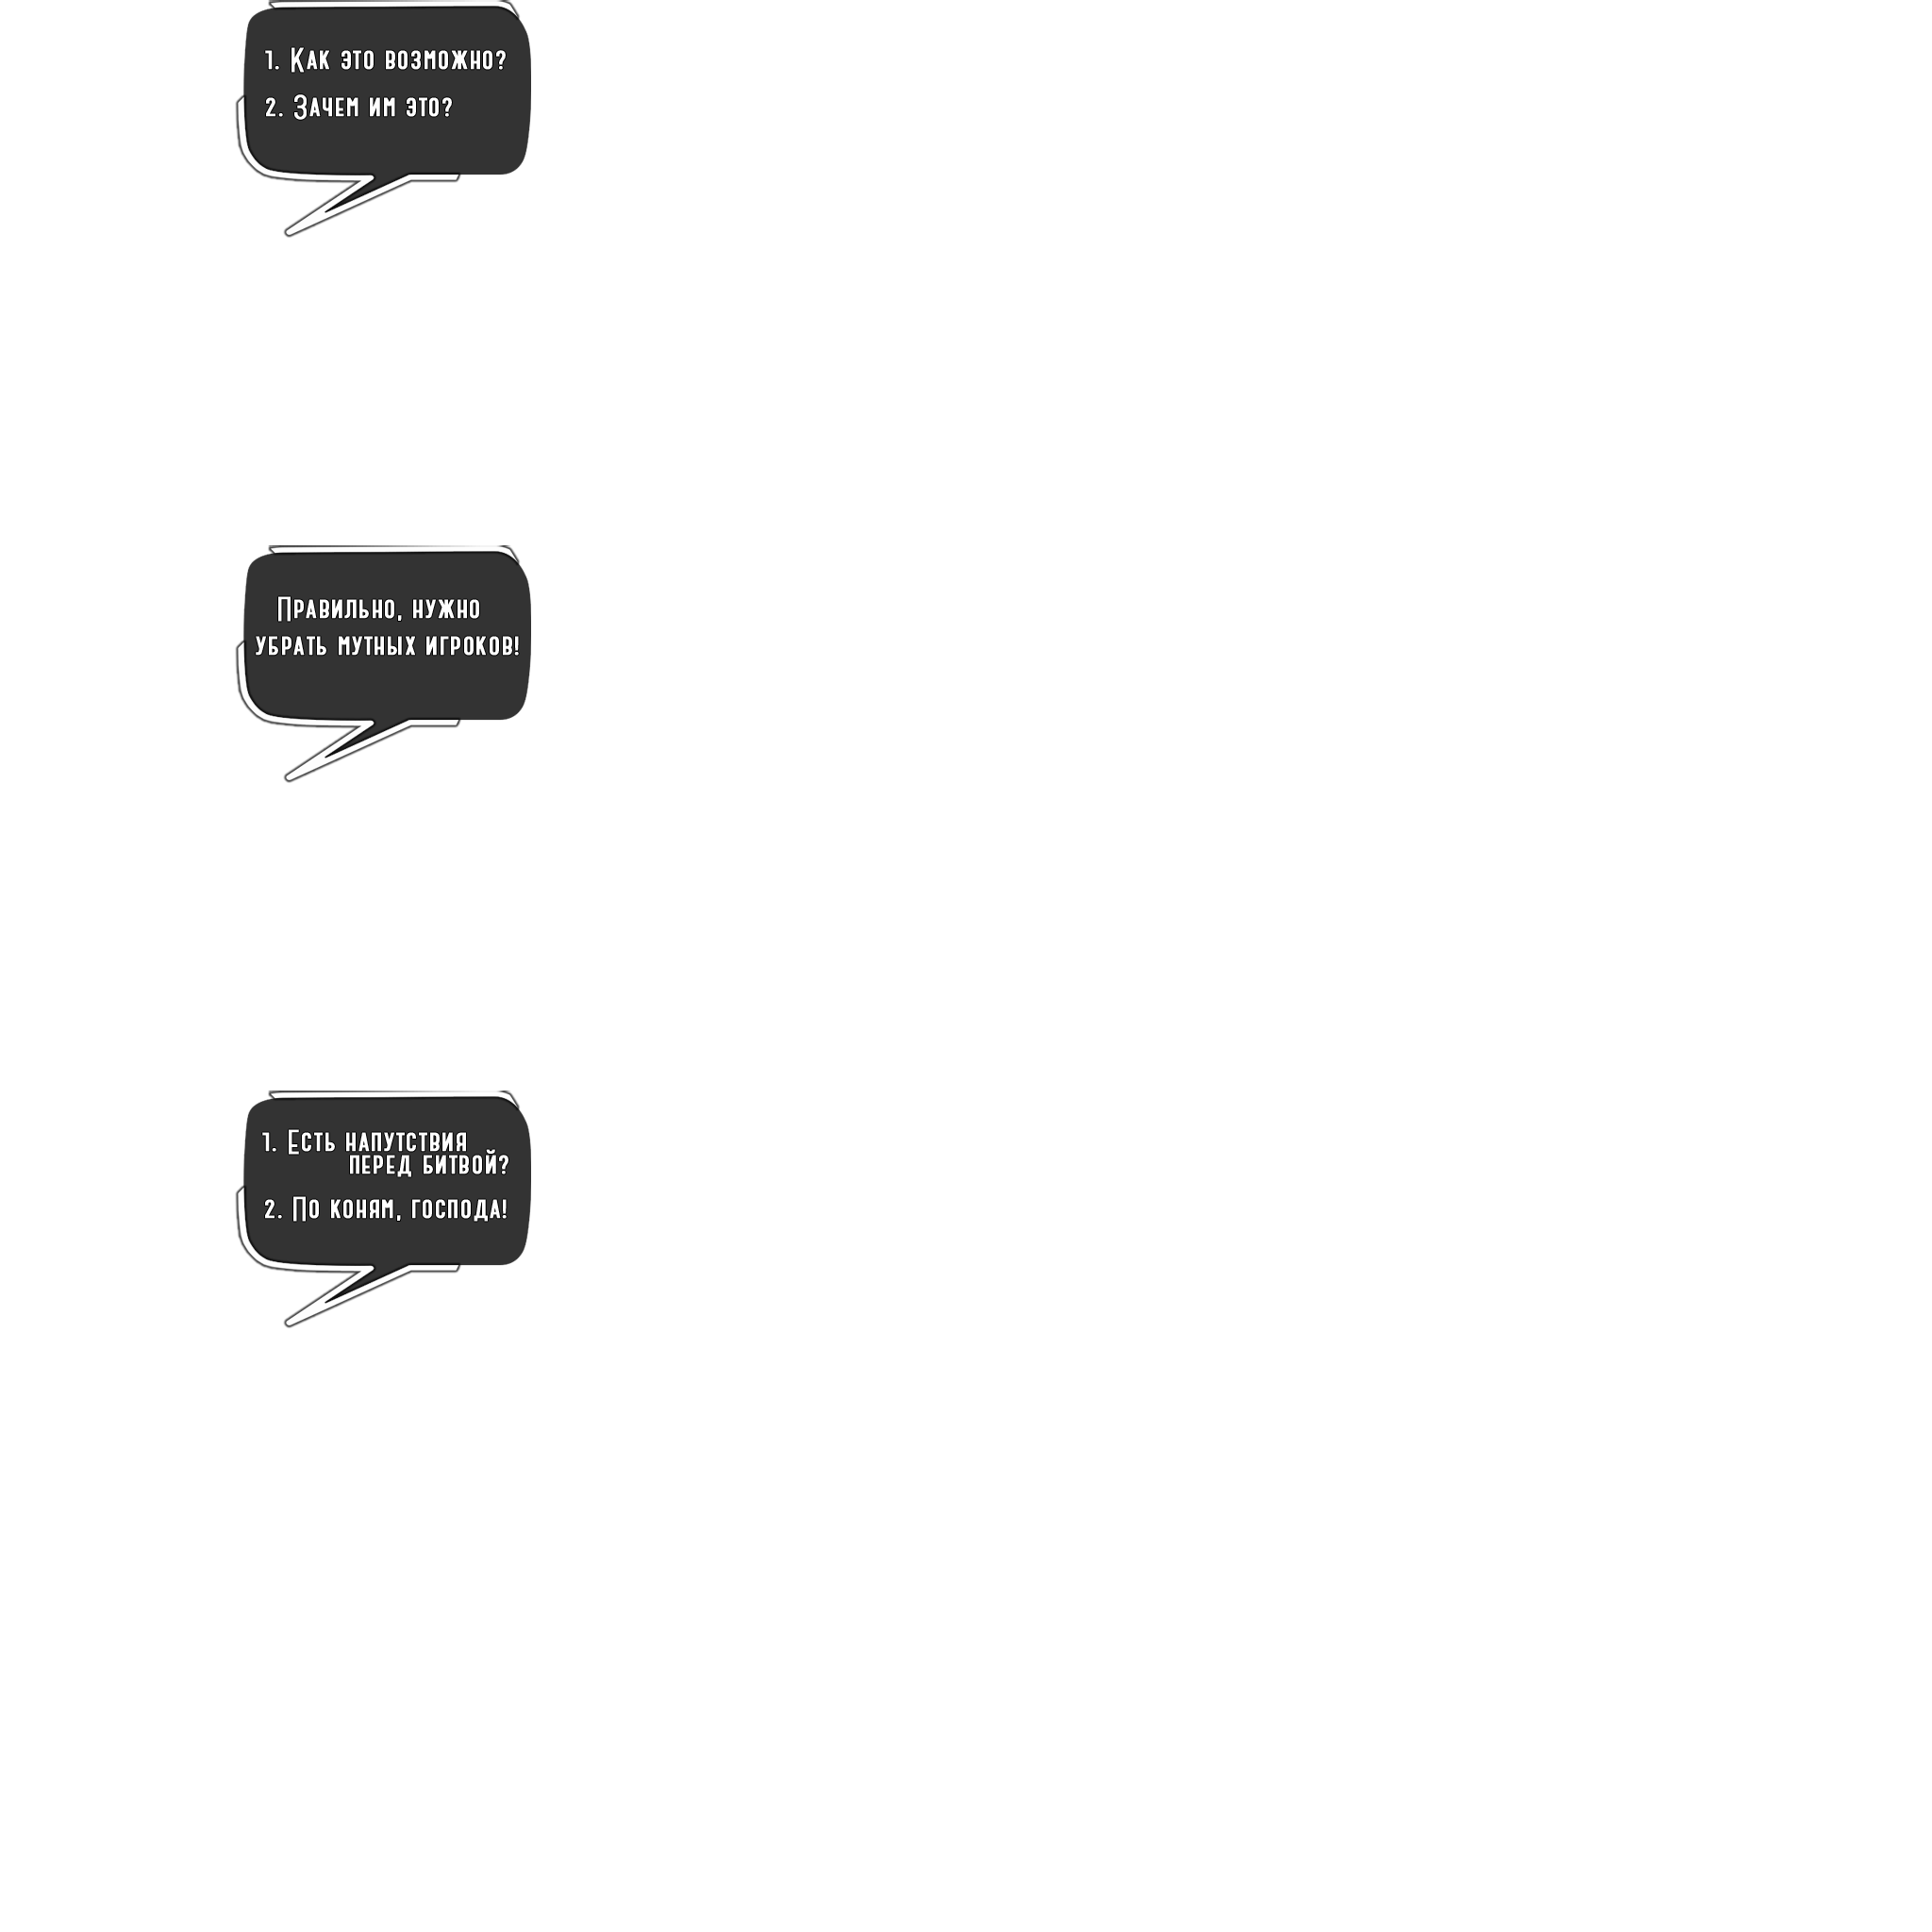 1. Как это возможно?
2. Зачем им это?
Правильно, нужно
убрать мутных игроков!
1. Есть напутствия
перед битвой?
2. По коням, господа!